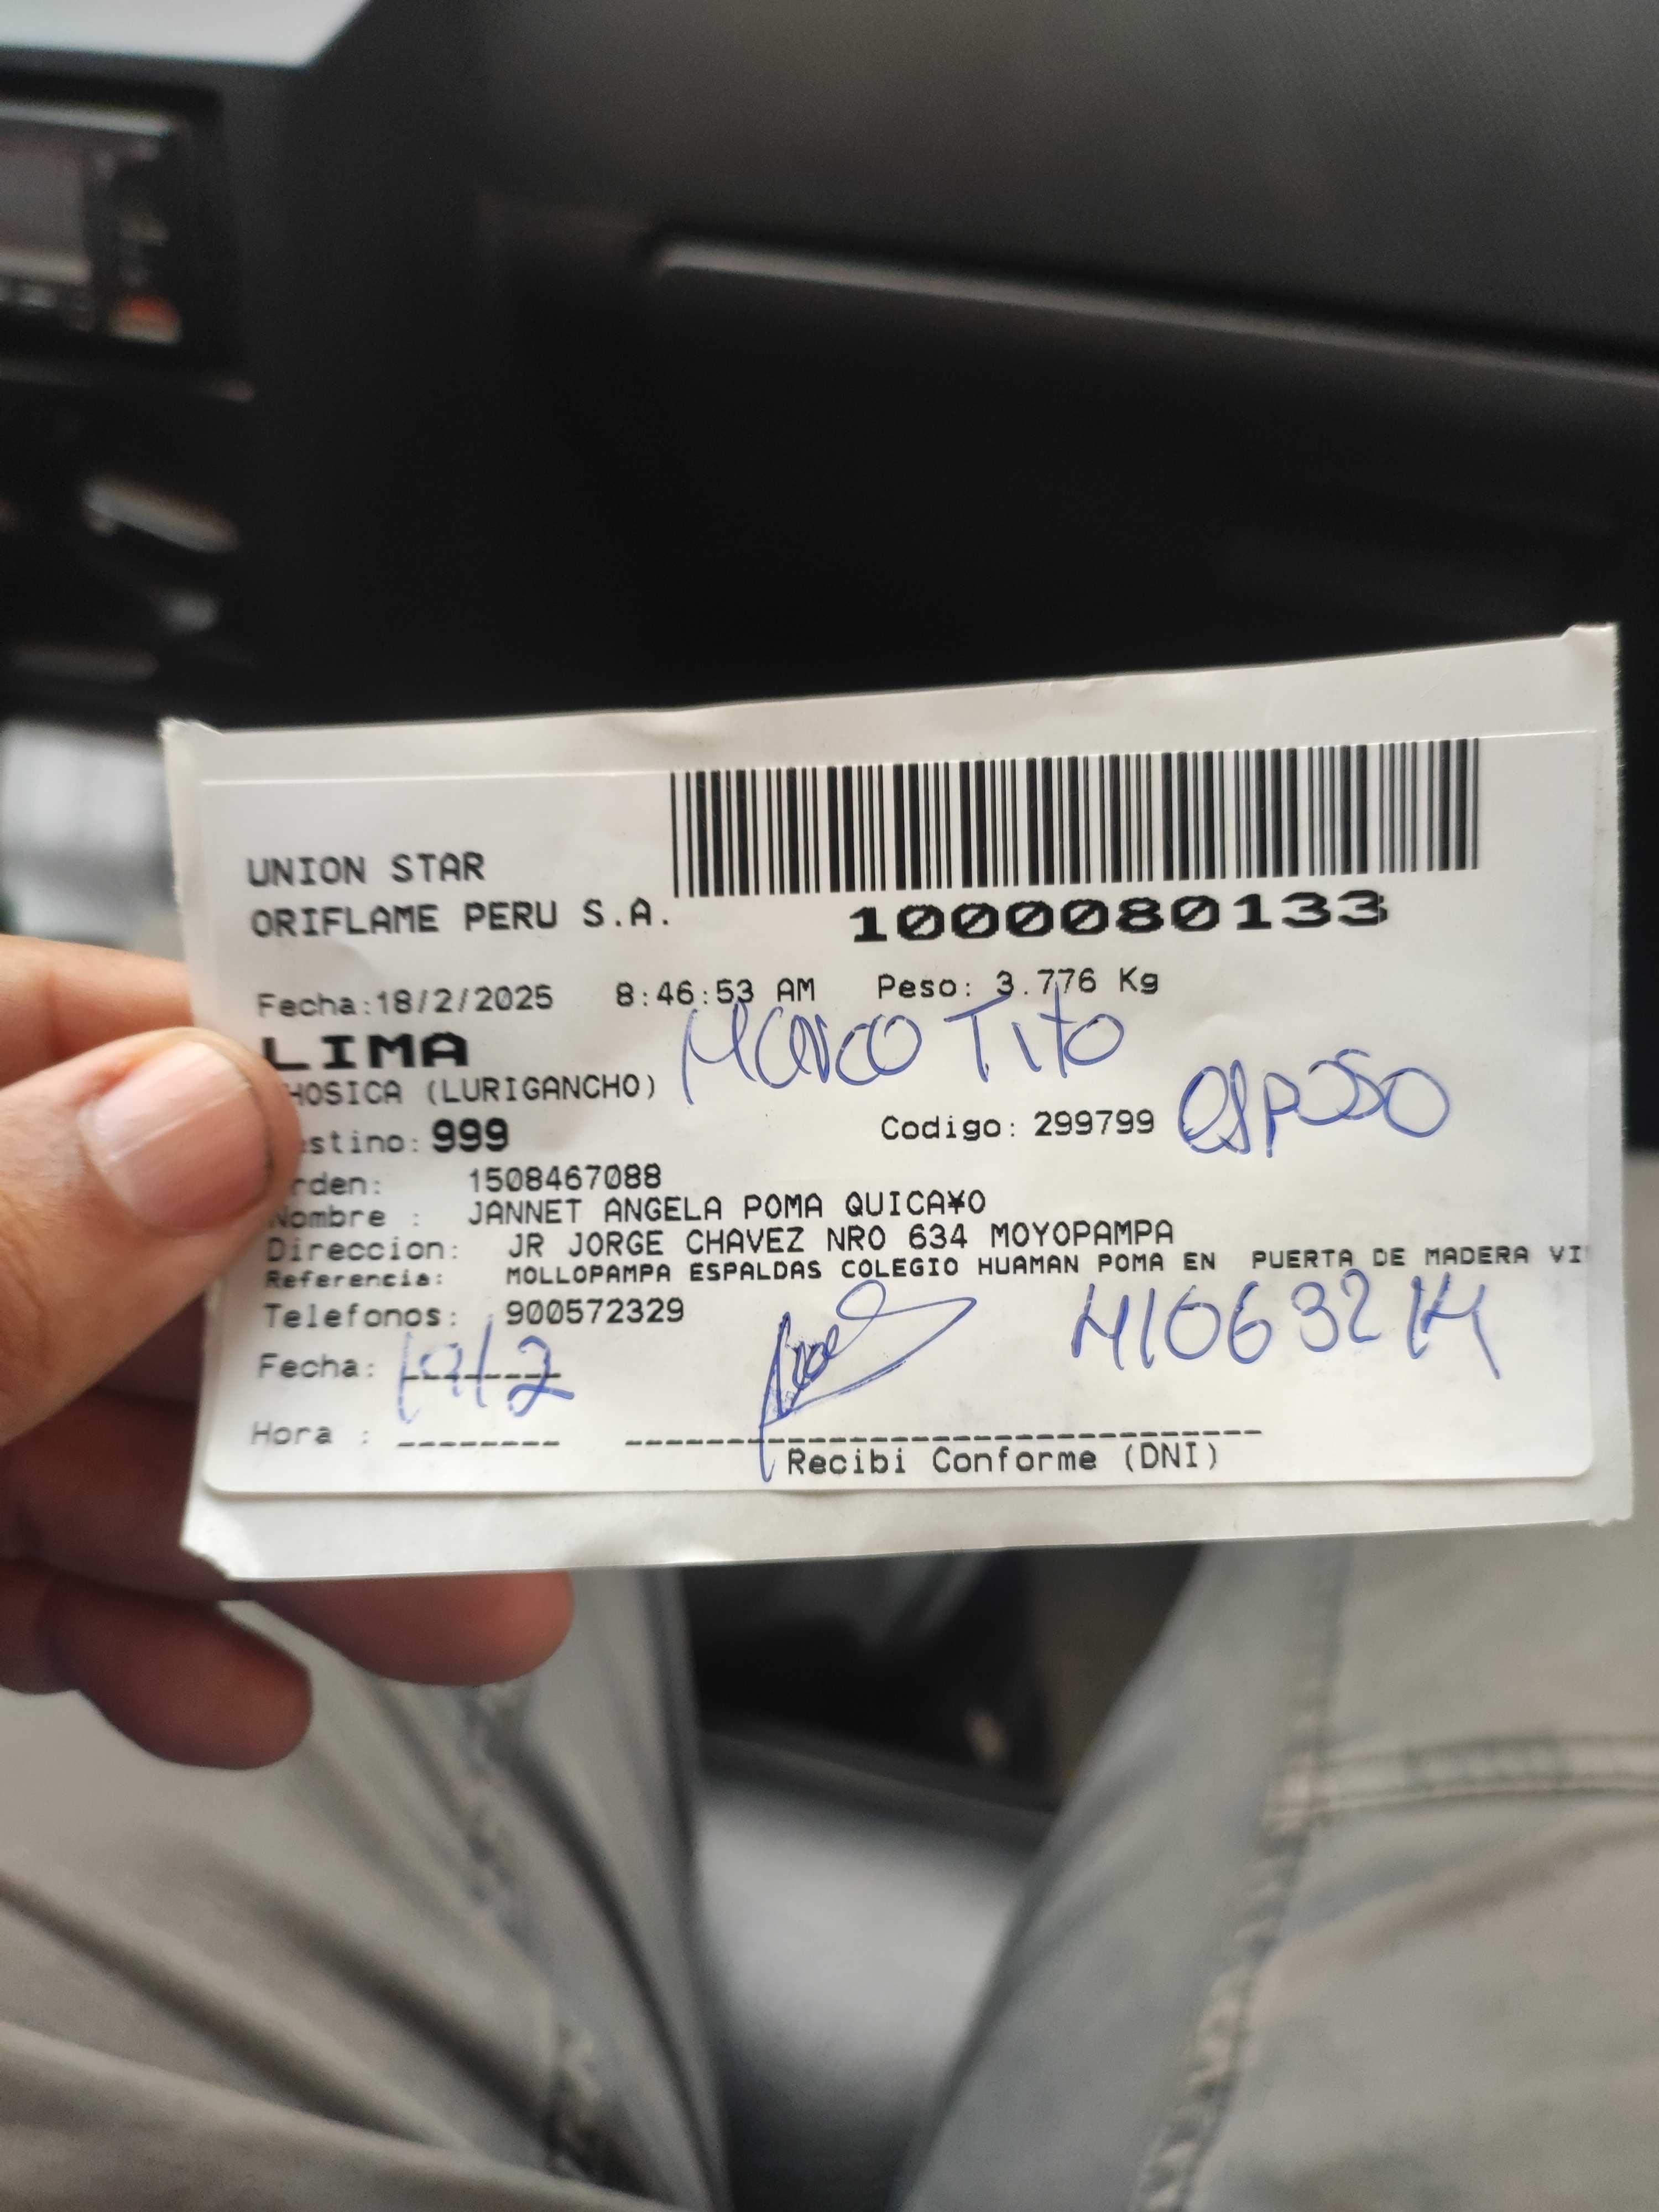 UNION STAR
ORIFLAME PERU S.A.
1000080133
Fecha:18/2/2025 8:46:53 AM Peso: 3.776 Kg
LIMA
Marco Tito
HOSICA (LURIGANCHO)
esposo
estino: 999 Codigo: 299799
rden: 1508467088
Nombre : JANNET ANGELA POMA QUICA¥O
Direccion: JR JORGE CHAVEZ NRO 634 MOYOPAMPA
Referencia: MOLLOPAMPA ESPALDAS COLEGIO HUAMAN POMA EN PUERTA DE MADERA VI
Telefonos: 900572329
41063214
Fecha: 19/2
Hora :
Recibi Conforme (DNI)